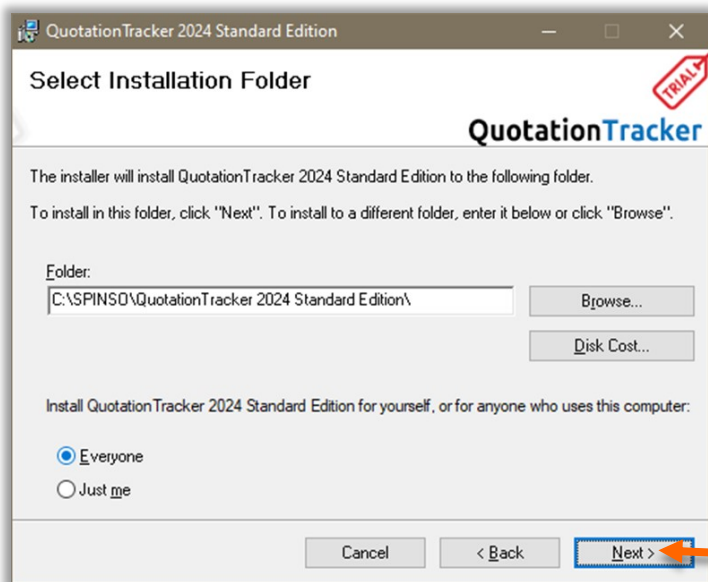 QuotationTracker 2024 Standard Edition
Select Installation Folder
TRIAL
QuotationTracker
The installer will install QuotationTracker 2024 Standard Edition to the following folder.
To install in this folder, click "Next". To install to a different folder, enter it below or click "Browse".
Folder:
C:\SPINSO\QuotationTracker 2024 Standard Edition\
Browse...
Disk Cost...
Install QuotationTracker 2024 Standard Edition for yourself, or for anyone who uses this computer:
Everyone
Just me
Cancel
< Back
Next >